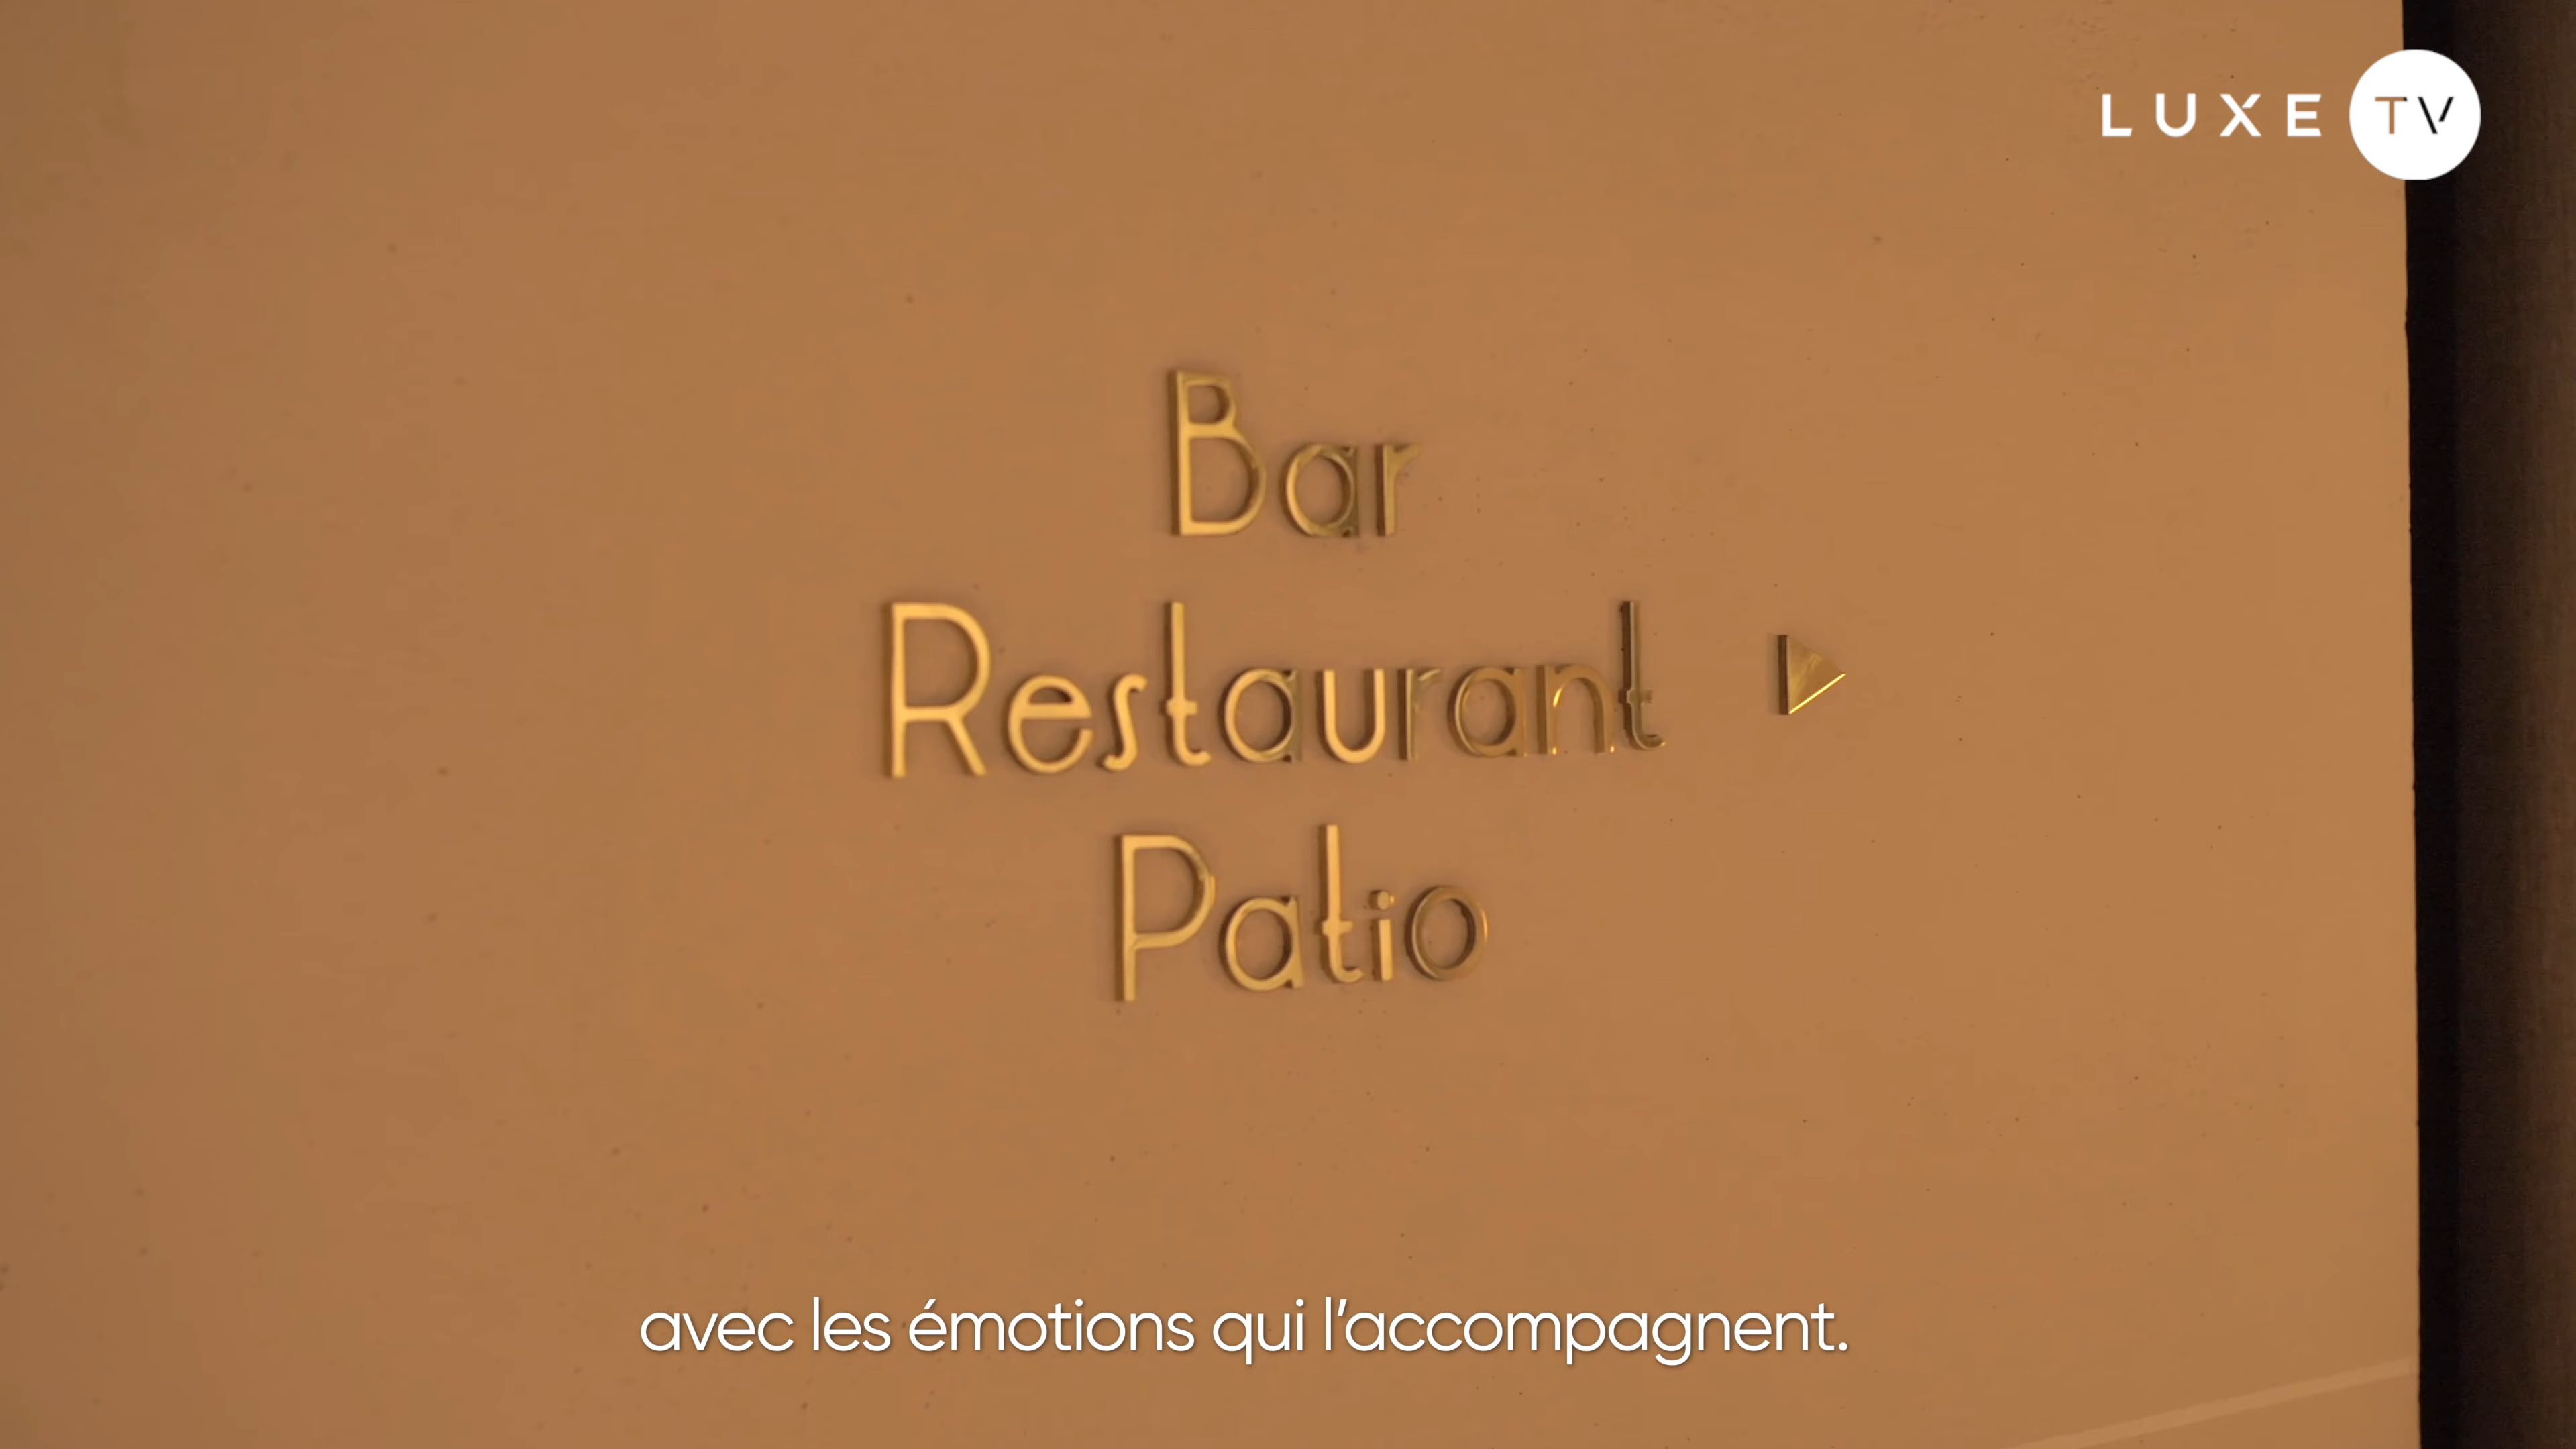 LUXE TV
Bar
Restaurant
Patio
avec les émotions qui l'accompagnent.